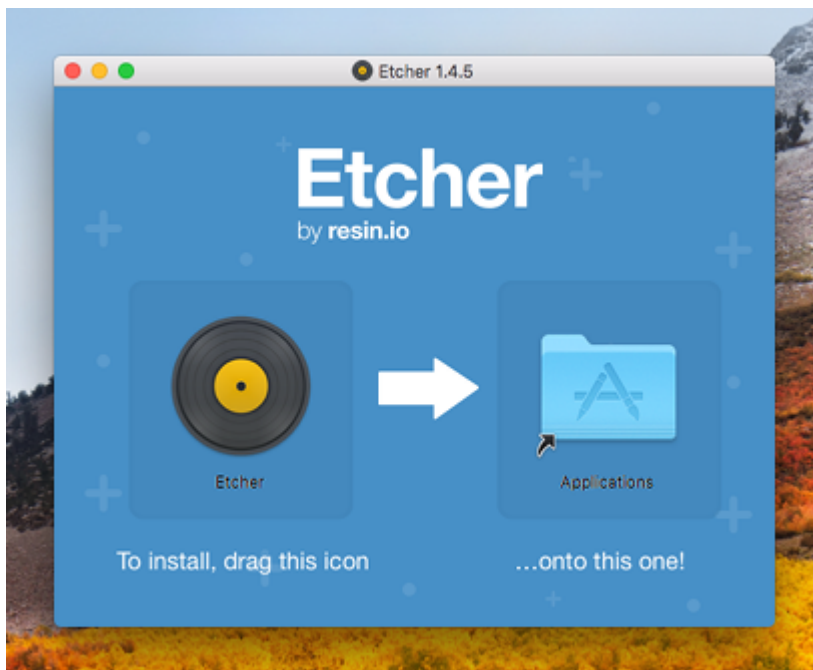 Etcher 1.4.5
Etcher
by resin.io
Etcher
Applications
To install, drag this icon
...onto this one!